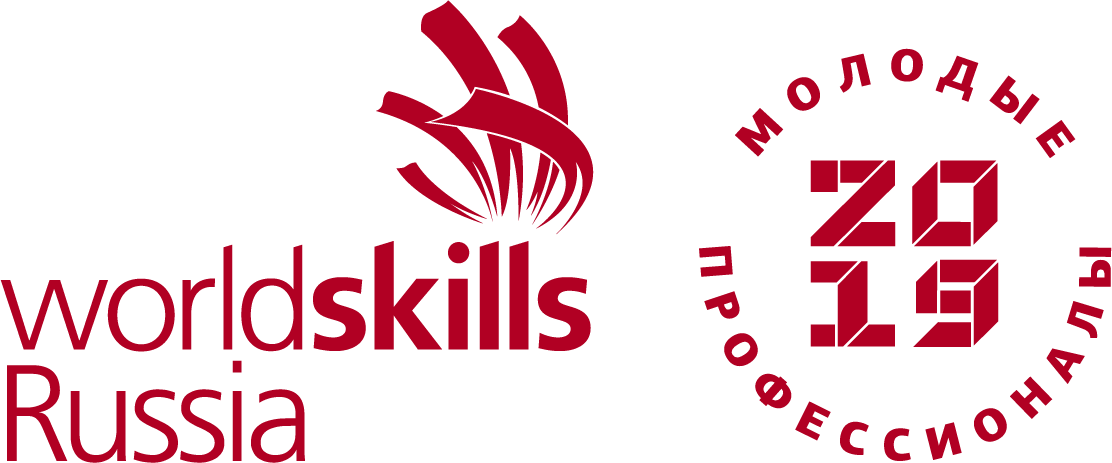 worldskills
Russia
МОЛОДЫЕ
20
19
ПРОФЕССИОНАЛЫ